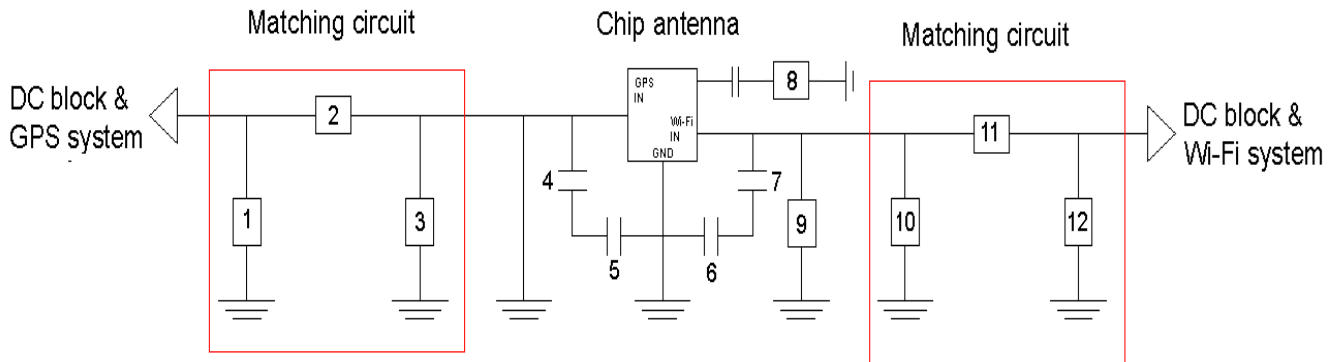 Matching circuit
Chip antenna
Matching circuit
DC block &
GPS system
GPS
IN
Wi-Fi
IN
GND
8
2
11
DC block &
Wi-Fi system
4
7
1
3
9
10
12
5
6